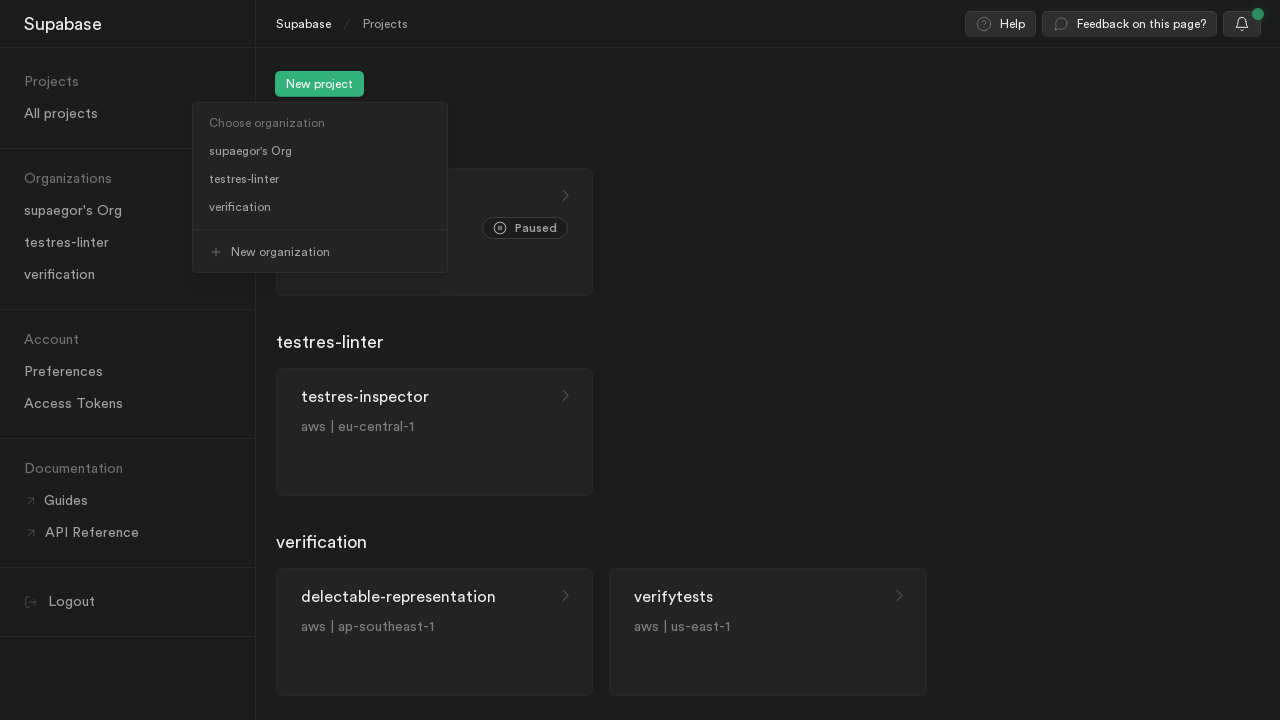 Supabase
Supabase / Projects
Help
Feedback on this page?
Projects
All projects
Organizations
supaegor's Org
testres-linter
verification
Account
Preferences
Access Tokens
Documentation
Guides
API Reference
Logout
New project
Choose organization
supaegor's Org
testres-linter
verification
New organization
Paused
testres-linter
testres-inspector
aws | eu-central-1
verification
delectable-representation
aws | ap-southeast-1
verifytests
aws | us-east-1